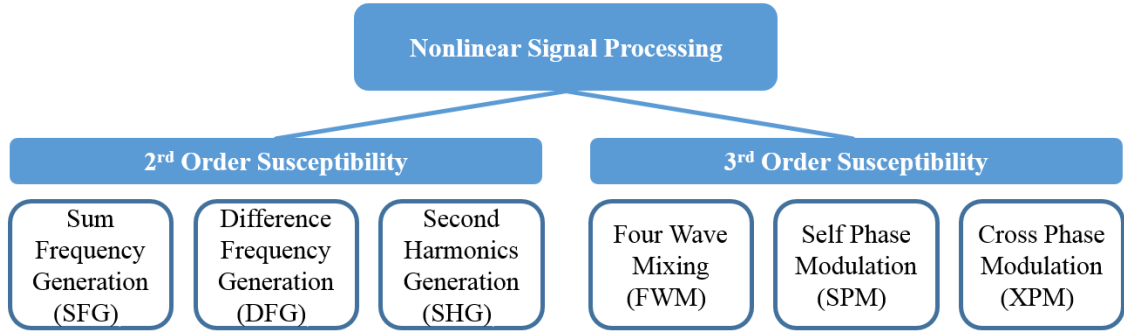 Nonlinear Signal Processing
2rd Order Susceptibility
3rd Order Susceptibility
Sum
Frequency
Generation
(SFG)
Difference
Frequency
Generation
(DFG)
Second
Harmonics
Generation
(SHG)
Four Wave
Mixing
(FWM)
Self Phase
Modulation
(SPM)
Cross Phase
Modulation
(XPM)